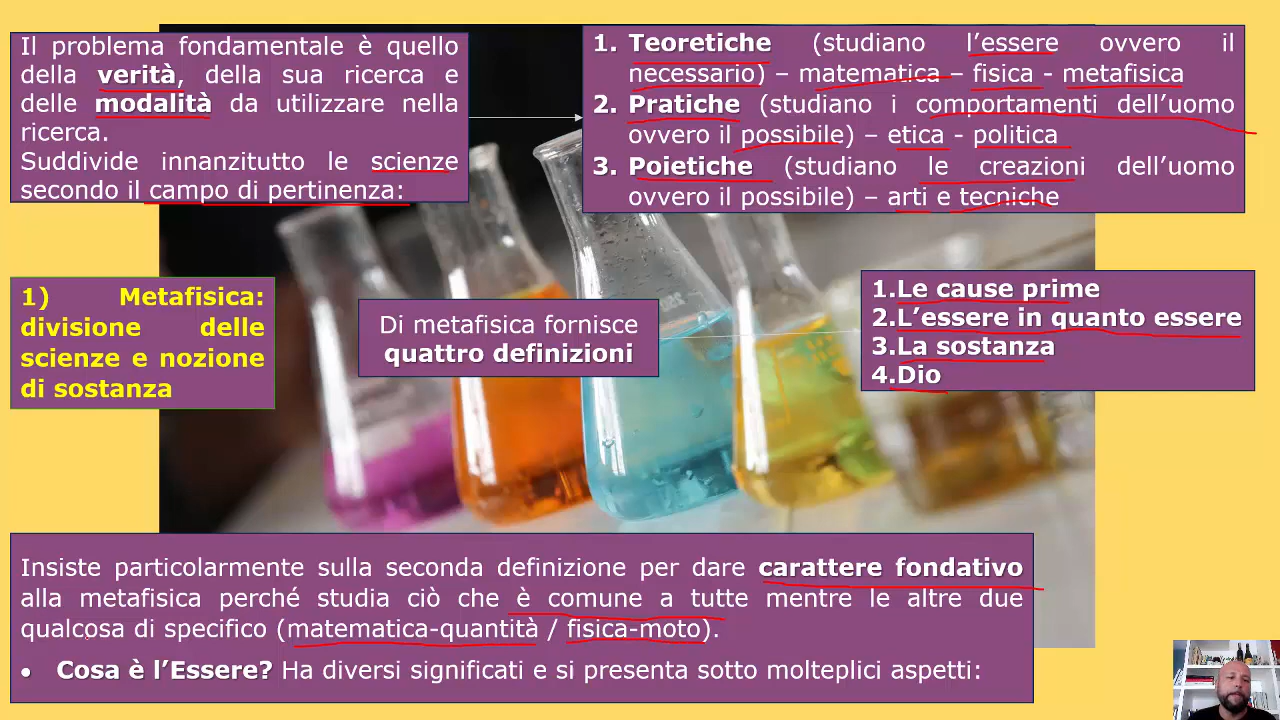 Il problema fondamentale è quello
della verità, della sua ricerca e
delle modalità da utilizzare nella
ricerca.
Suddivide innanzitutto le scienze
secondo il campo di pertinenza:
1. Teoretiche (studiano l'essere ovvero il
necessario) – matematica – fisica - metafisica
2. Pratiche (studiano i comportamenti dell'uomo
ovvero il possibile) – etica - politica
3. Poietiche (studiano le creazioni dell'uomo
ovvero il possibile) – arti e tecniche
1) Metafisica:
divisione delle
scienze e nozione
di sostanza
Di metafisica fornisce
quattro definizioni
1.Le cause prime
2.L'essere in quanto essere
3.La sostanza
4.Dio
Insiste particolarmente sulla seconda definizione per dare carattere fondativo
alla metafisica perché studia ciò che è comune a tutte mentre le altre due
qualcosa di specifico (matematica-quantità / fisica-moto).
• Cosa è l'Essere? Ha diversi significati e si presenta sotto molteplici aspetti: